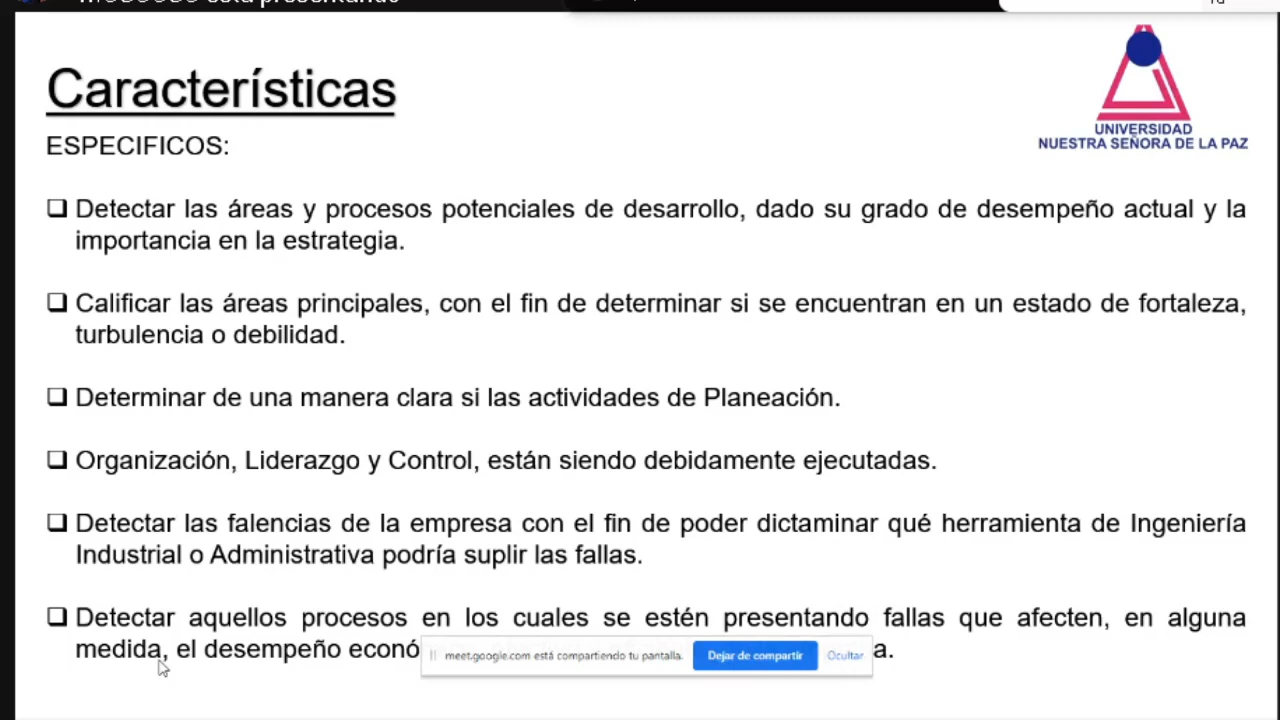 está presentando
Características
UNIVERSIDAD
NUESTRA SEÑORA DE LA PAZ
ESPECIFICOS:
Detectar las áreas y procesos potenciales de desarrollo, dado su grado de desempeño actual y la
importancia en la estrategia.
Calificar las áreas principales, con el fin de determinar si se encuentran en un estado de fortaleza,
turbulencia o debilidad.
Determinar de una manera clara si las actividades de Planeación.
Organización, Liderazgo y Control, están siendo debidamente ejecutadas.
Detectar las falencias de la empresa con el fin de poder dictaminar qué herramienta de Ingeniería
Industrial o Administrativa podría suplir las fallas.
Detectar aquellos procesos en los cuales se estén presentando fallas que afecten, en alguna
medida, el desempeño econó a.
meet.google.com está compartiendo tu pantalla. Dejar de compartir Ocultar